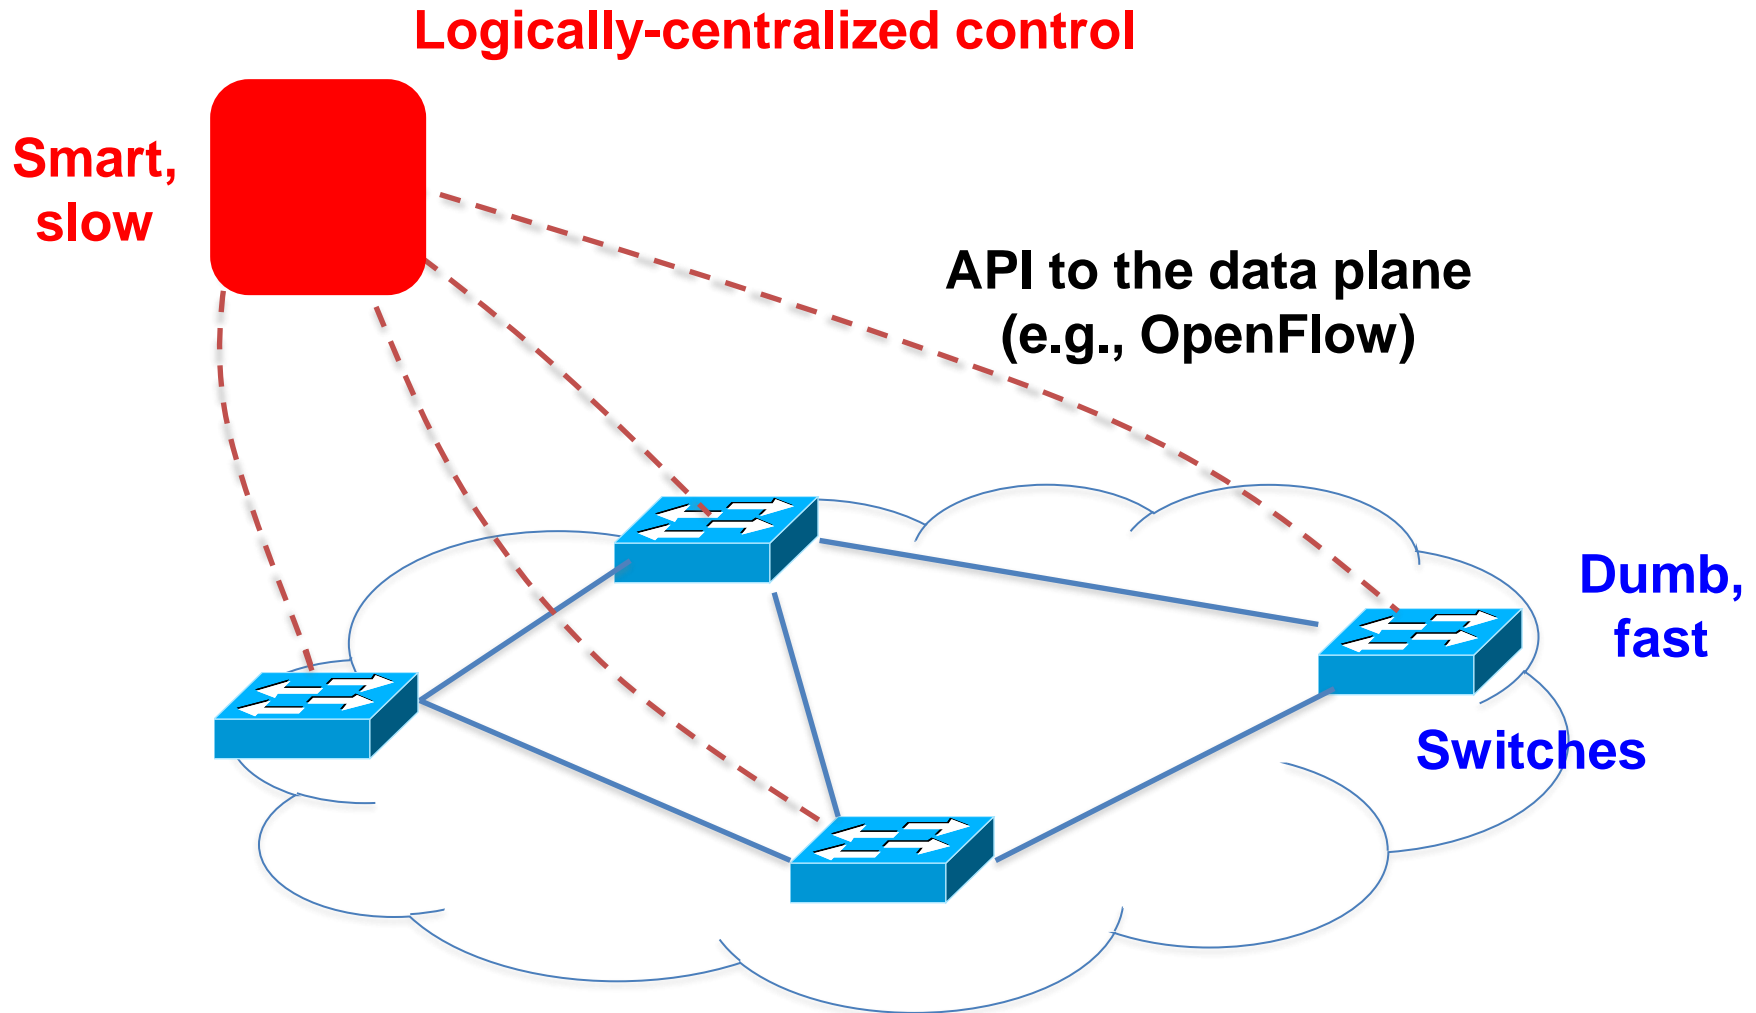 Logically-centralized control
Smart,
slow
API to the data plane
(e.g., OpenFlow)
Dumb,
fast
Switches